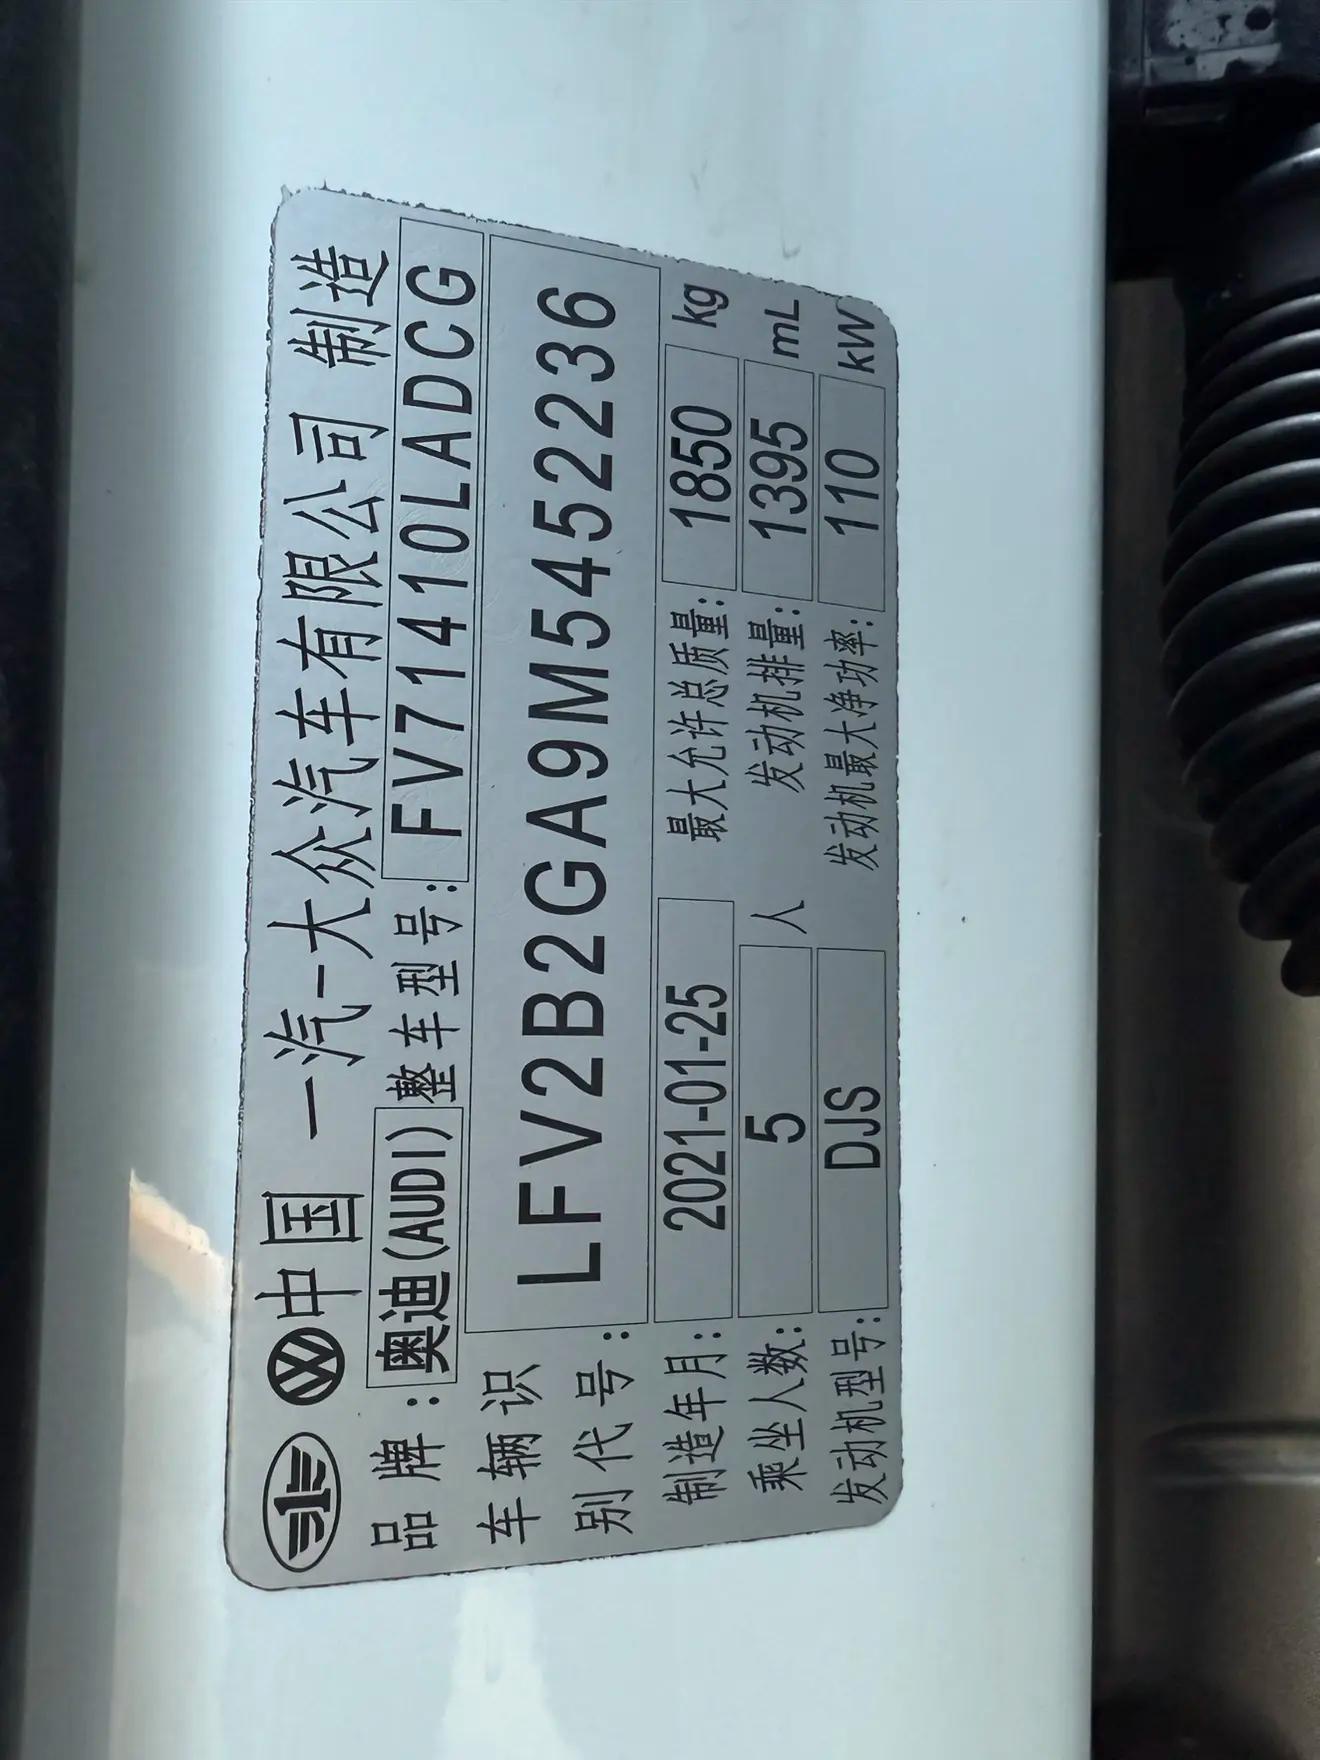 中国 一汽-大众汽车有限公司 制造
品牌: 奥迪(AUDI) 整车型号: FV71410LADCG
车辆识别代号: LFV2B2GA9M5452236
制造年月: 2021-01-25 最大允许总质量: 1850 kg
乘坐人数: 5 人 发动机排量: 1395 mL
发动机型号: DJS 发动机最大净功率: 110 kW